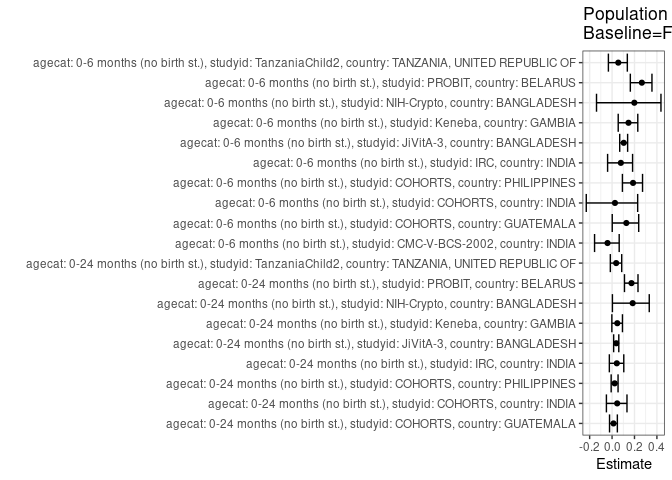 Population
Baseline=F
agecat: 0-6 months (no birth st.), studyid: TanzaniaChild2, country: TANZANIA, UNITED REPUBLIC OF
agecat: 0-6 months (no birth st.), studyid: PROBIT, country: BELARUS
agecat: 0-6 months (no birth st.), studyid: NIH-Crypto, country: BANGLADESH
agecat: 0-6 months (no birth st.), studyid: Keneba, country: GAMBIA
agecat: 0-6 months (no birth st.), studyid: JiVitA-3, country: BANGLADESH
agecat: 0-6 months (no birth st.), studyid: IRC, country: INDIA
agecat: 0-6 months (no birth st.), studyid: COHORTS, country: PHILIPPINES
agecat: 0-6 months (no birth st.), studyid: COHORTS, country: INDIA
agecat: 0-6 months (no birth st.), studyid: COHORTS, country: GUATEMALA
agecat: 0-6 months (no birth st.), studyid: CMC-V-BCS-2002, country: INDIA
agecat: 0-24 months (no birth st.), studyid: TanzaniaChild2, country: TANZANIA, UNITED REPUBLIC OF
agecat: 0-24 months (no birth st.), studyid: PROBIT, country: BELARUS
agecat: 0-24 months (no birth st.), studyid: NIH-Crypto, country: BANGLADESH
agecat: 0-24 months (no birth st.), studyid: Keneba, country: GAMBIA
agecat: 0-24 months (no birth st.), studyid: JiVitA-3, country: BANGLADESH
agecat: 0-24 months (no birth st.), studyid: IRC, country: INDIA
agecat: 0-24 months (no birth st.), studyid: COHORTS, country: PHILIPPINES
agecat: 0-24 months (no birth st.), studyid: COHORTS, country: INDIA
agecat: 0-24 months (no birth st.), studyid: COHORTS, country: GUATEMALA
-0.2 0.0 0.2 0.4
Estimate